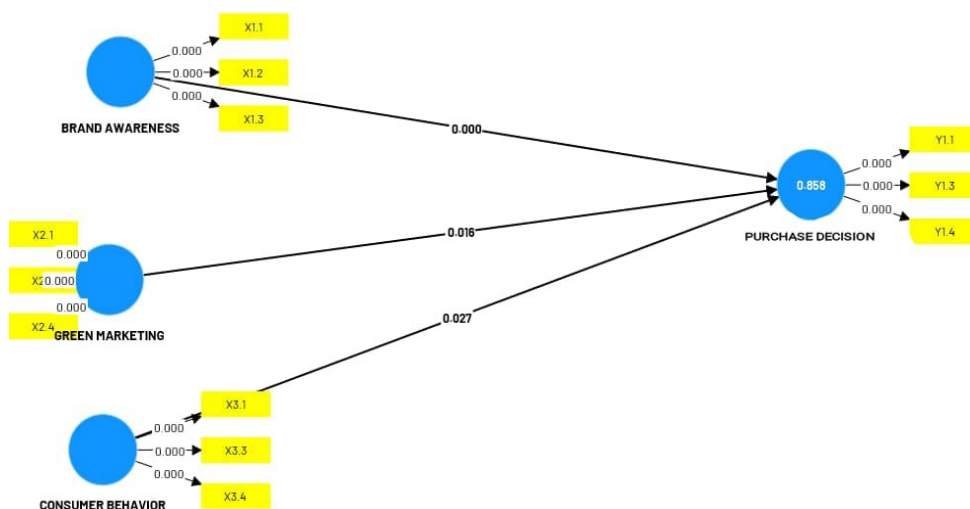 X1.1
0.000
0.000
X1.2
0.000
X1.3
BRAND AWARENESS
0.000
Y1.1
0.000
0.858
0.000
Y1.3
0.000
Y1.4
PURCHASE DECISION
X2.1
0.016
0.000
0.000
0.000
X2.4
GREEN MARKETING
0.027
X3.1
0.000
0.000
X3.3
0.000
X3.4
CONSUMER BEHAVIOR